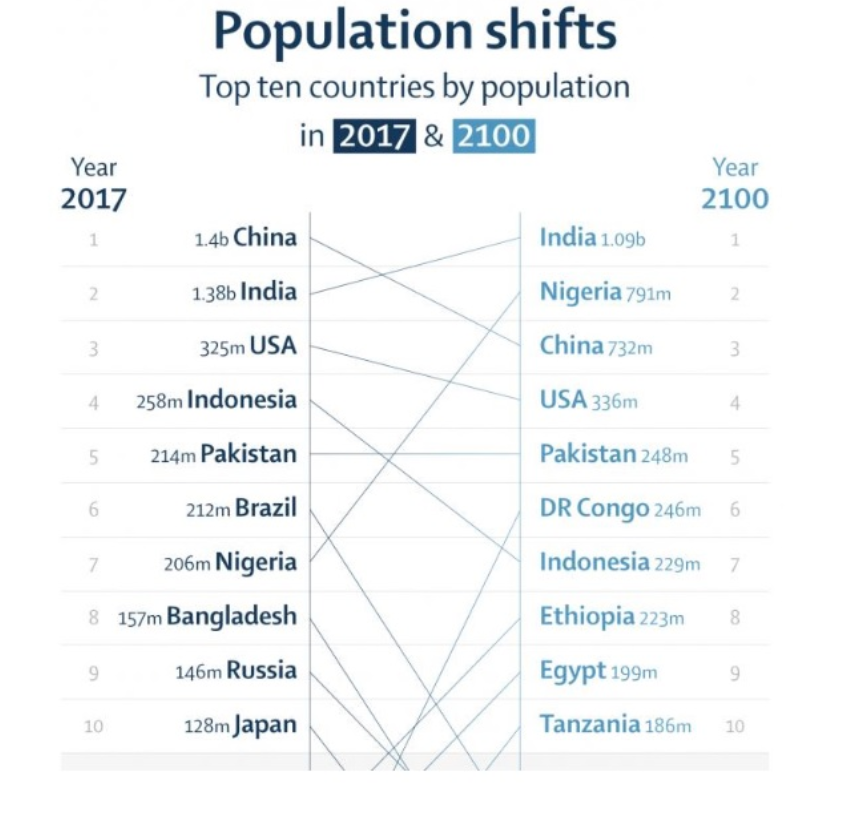 Population shifts
Top ten countries by population
in 2017 & 2100
Year Year
2017 2100
1 1.4b China India 1.09b 1
2 1.38b India Nigeria 791m 2
3 325m USA China 732m 3
4 258m Indonesia USA 336m 4
5 214m Pakistan Pakistan 248m 5
6 212m Brazil DR Congo 246m 6
7 206m Nigeria Indonesia 229m 7
8 157m Bangladesh Ethiopia 223m 8
9 146m Russia Egypt 199m 9
10 128m Japan Tanzania 186m 10